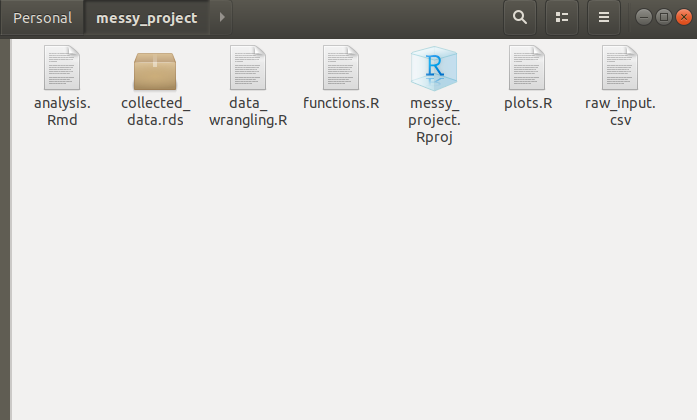 Personal
messy_project
analysis.
Rmd
collected_
data.rds
data_
wrangling.R
functions.R
messy_
project.
Rproj
plots.R
raw_input.
csv